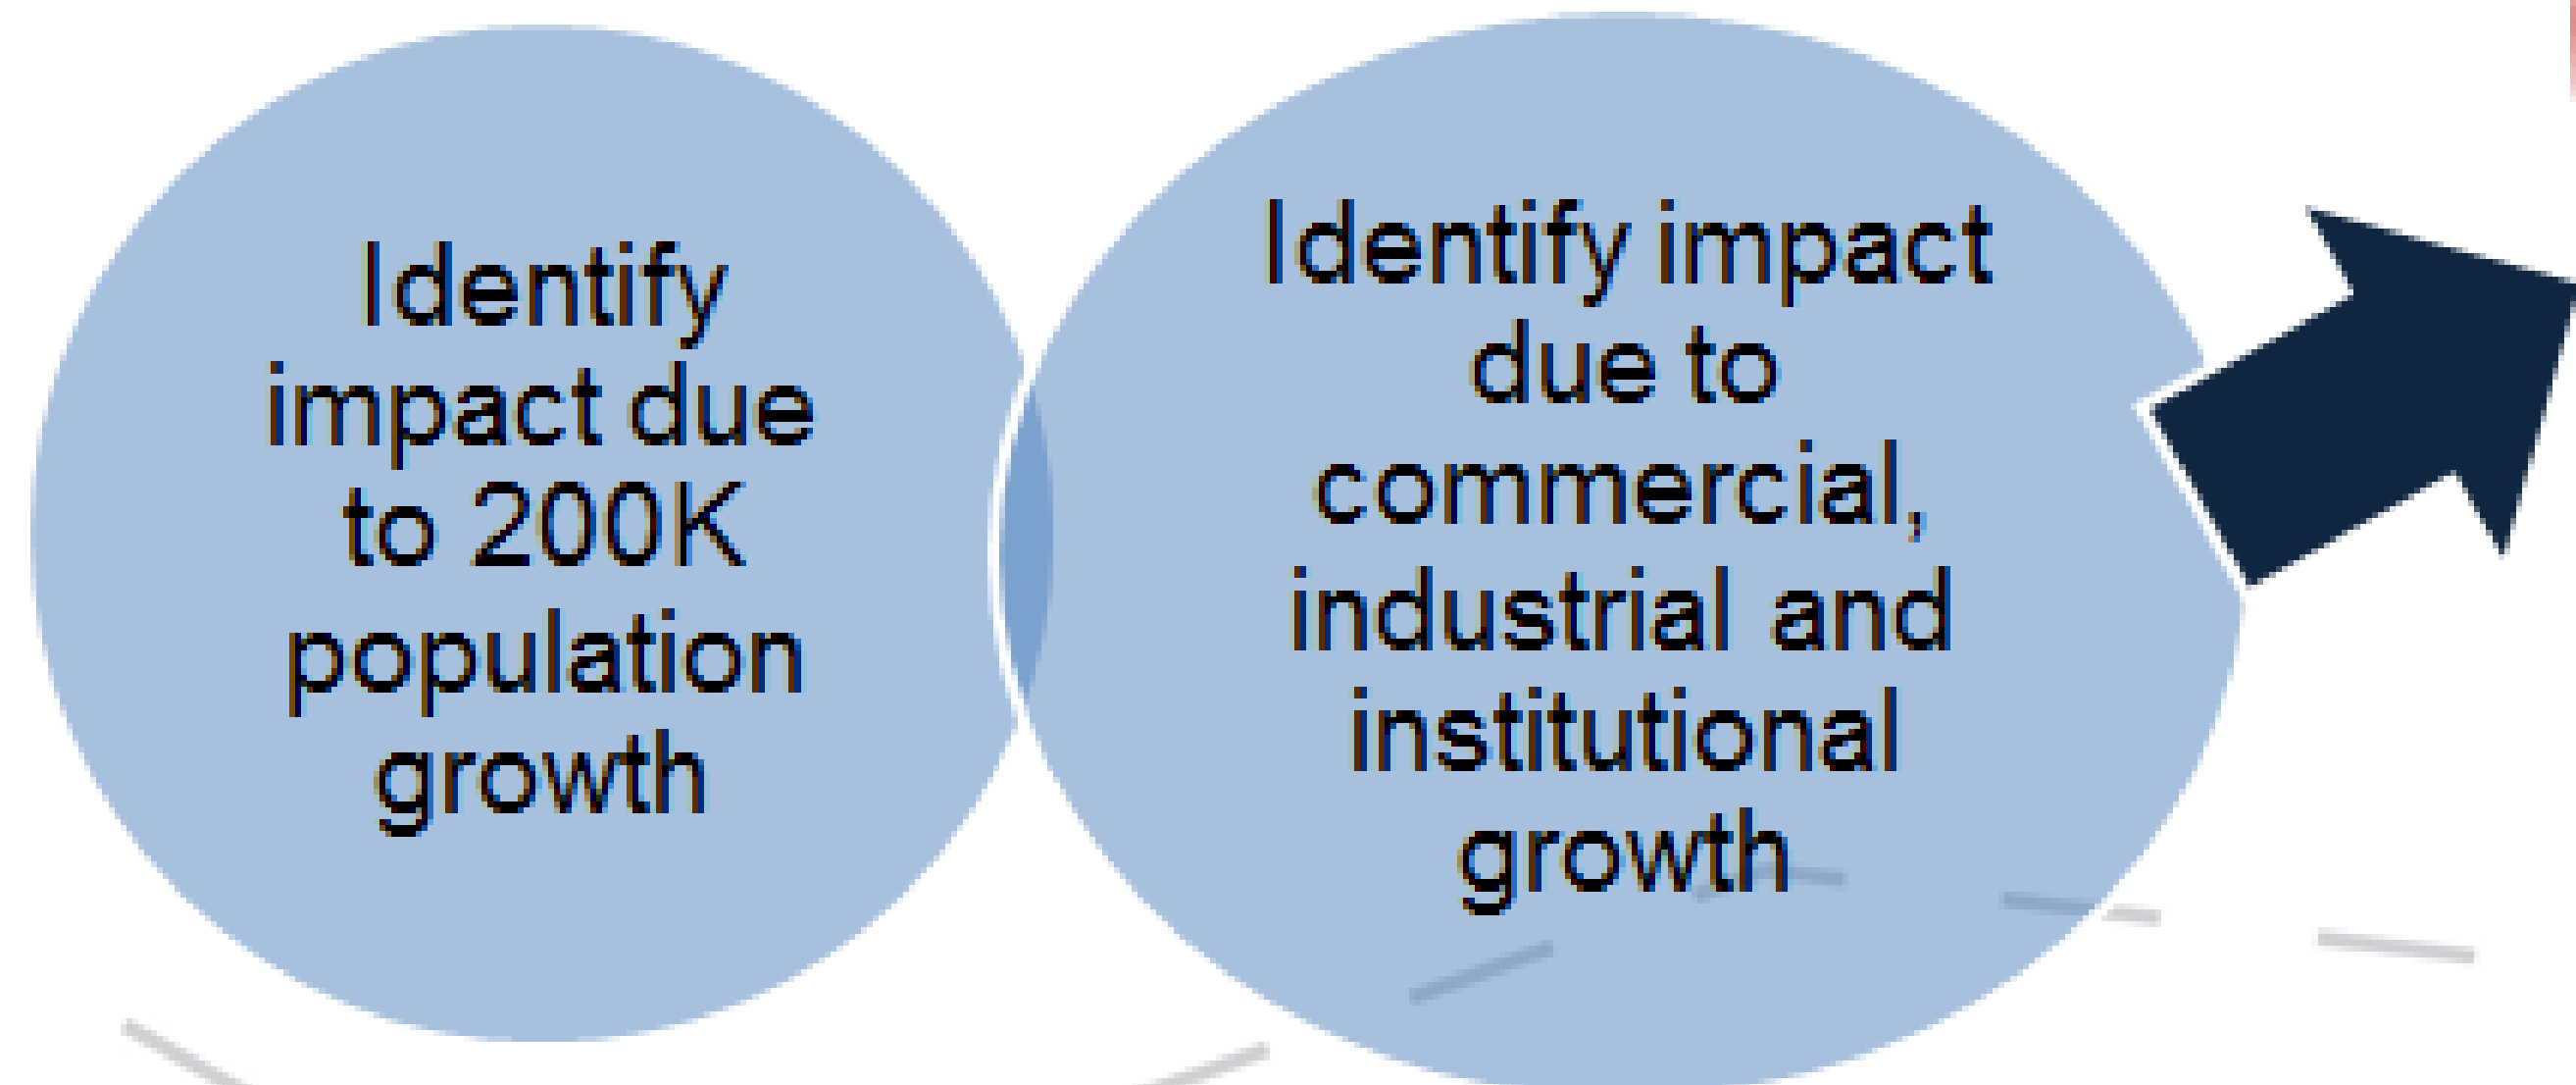 Identify
impact due
to 200K
population
growth
Identify impact
due to
commercial,
industrial and
institutional
growth